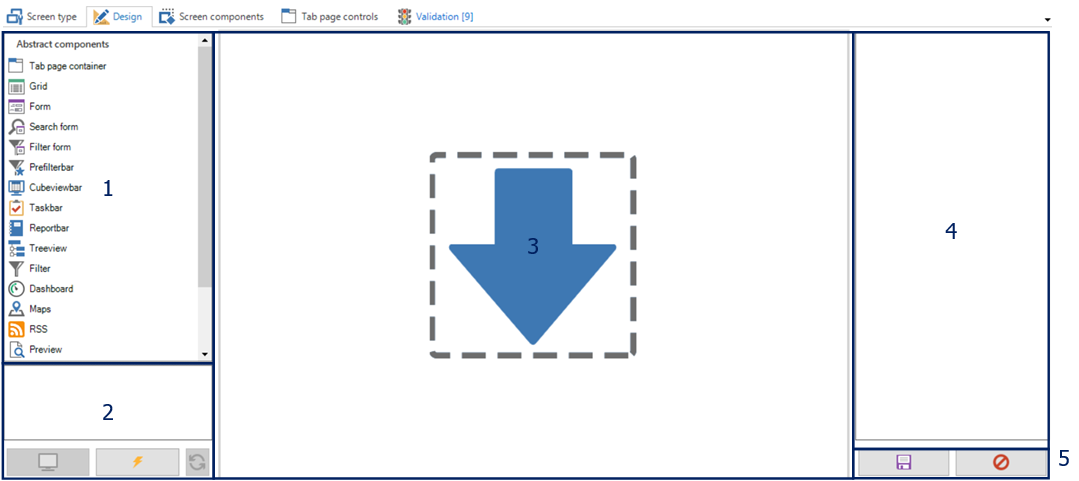 Screen type Design Screen components Tab page controls Validation [9]
Abstract components
Tab page container
Grid
Form
Search form
Filter form
Prefilterbar
Cubeviewbar
1
Taskbar
Reportbar
Treeview
Filter
Dashboard
Maps
RSS
Preview
2
3
4
5